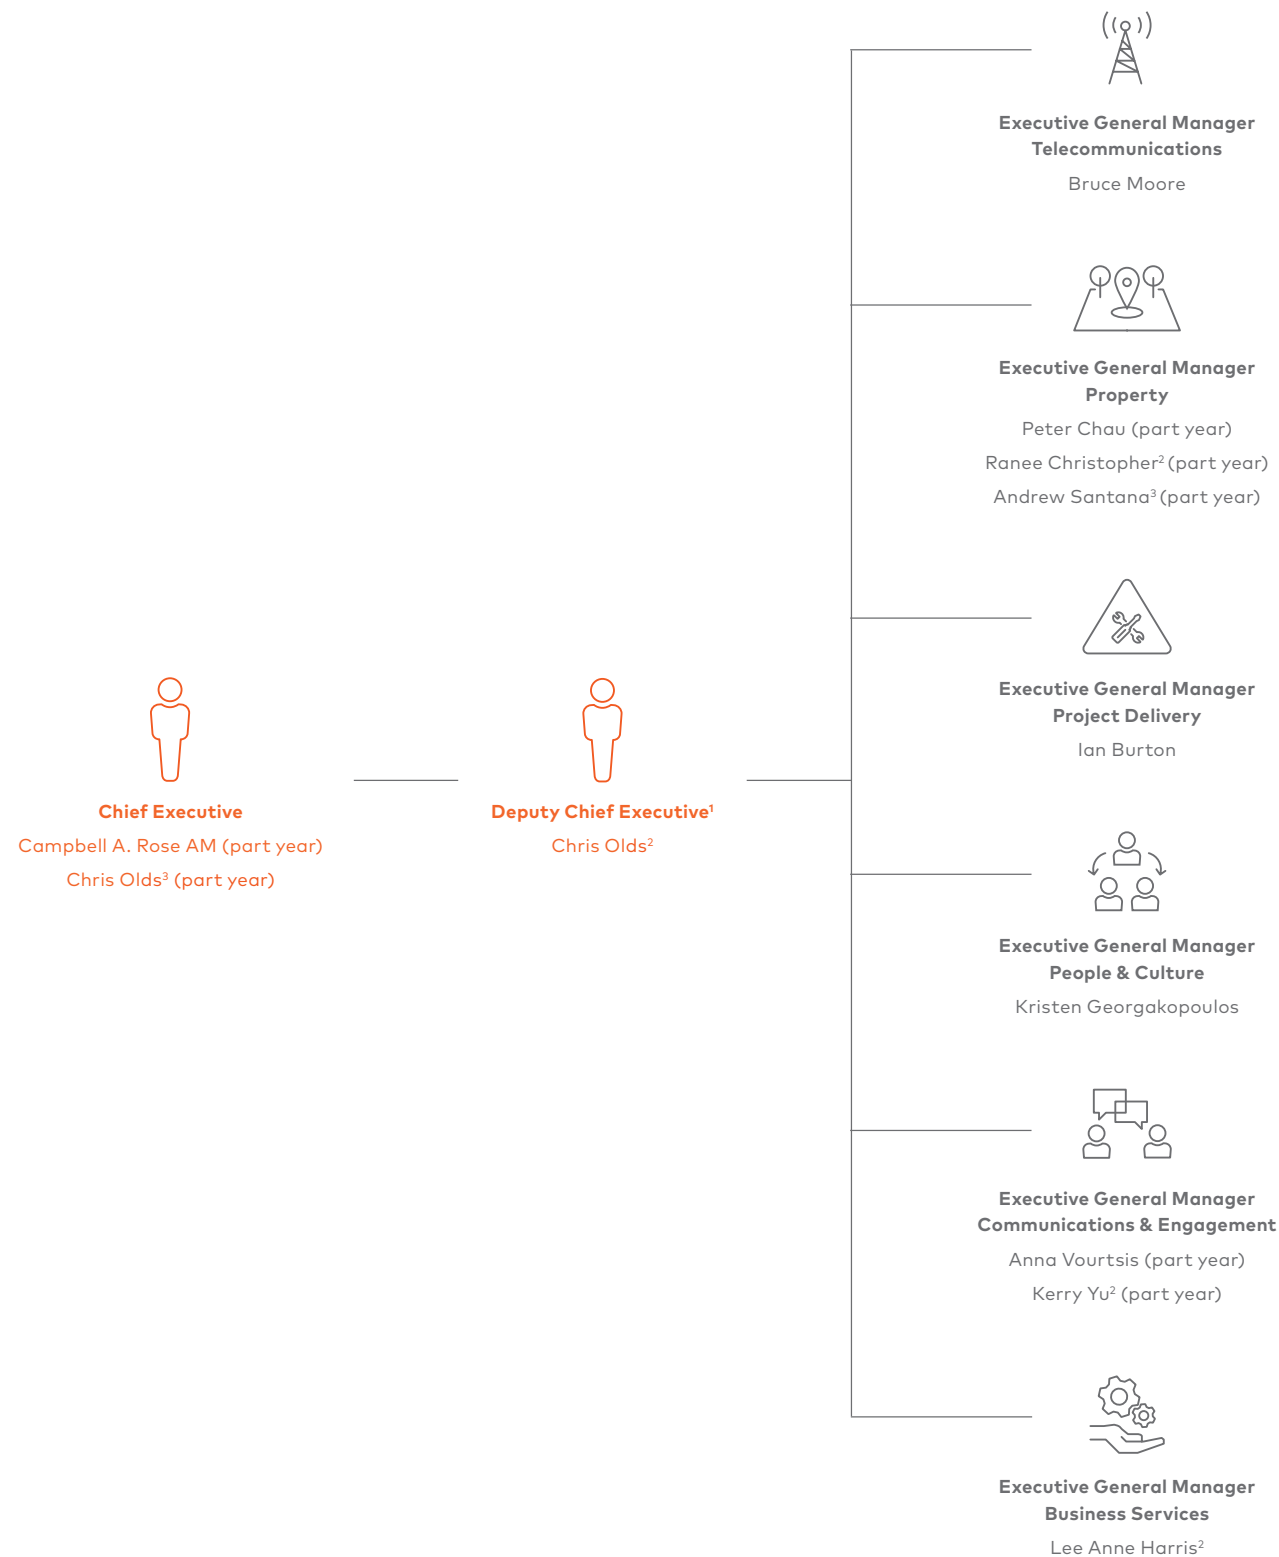 Chief Executive
Campbell A. Rose AM (part year)
Chris Olds³ (part year)
Deputy Chief Executive¹
Chris Olds²
Executive General Manager
Telecommunications
Bruce Moore
Executive General Manager
Property
Peter Chau (part year)
Ranee Christopher² (part year)
Andrew Santana³ (part year)
Executive General Manager
Project Delivery
Ian Burton
Executive General Manager
People & Culture
Kristen Georgakopoulos
Executive General Manager
Communications & Engagement
Anna Vourtsis (part year)
Kerry Yu² (part year)
Executive General Manager
Business Services
Lee Anne Harris²